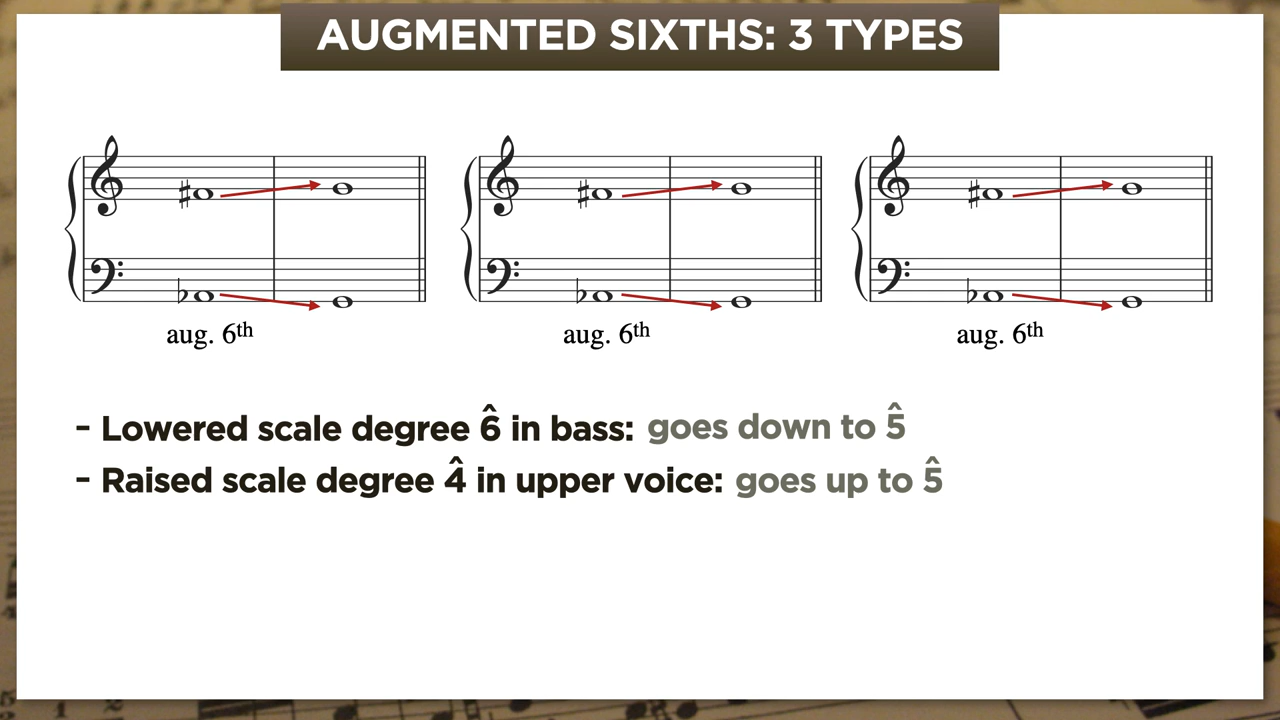 AUGMENTED SIXTHS: 3 TYPES
aug. 6th
aug. 6th
aug. 6th
- Lowered scale degree 6̂ in bass: goes down to 5̂
- Raised scale degree 4̂ in upper voice: goes up to 5̂